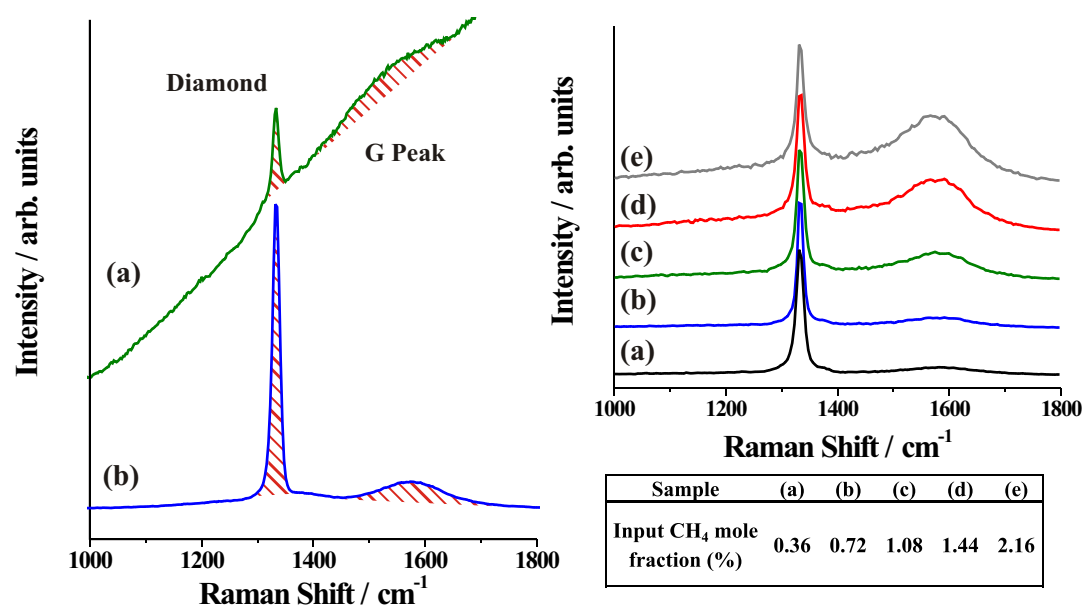 Intensity / arb. units
Diamond
G Peak
(a)
(b)
1000 1200 1400 1600 1800
Raman Shift / cm-1
Intensity / arb. units
(e)
(d)
(c)
(b)
(a)
1000 1200 1400 1600 1800
Raman Shift / cm-1
Sample (a) (b) (c) (d) (e)
Input CH4 mole
fraction (%) 0.36 0.72 1.08 1.44 2.16